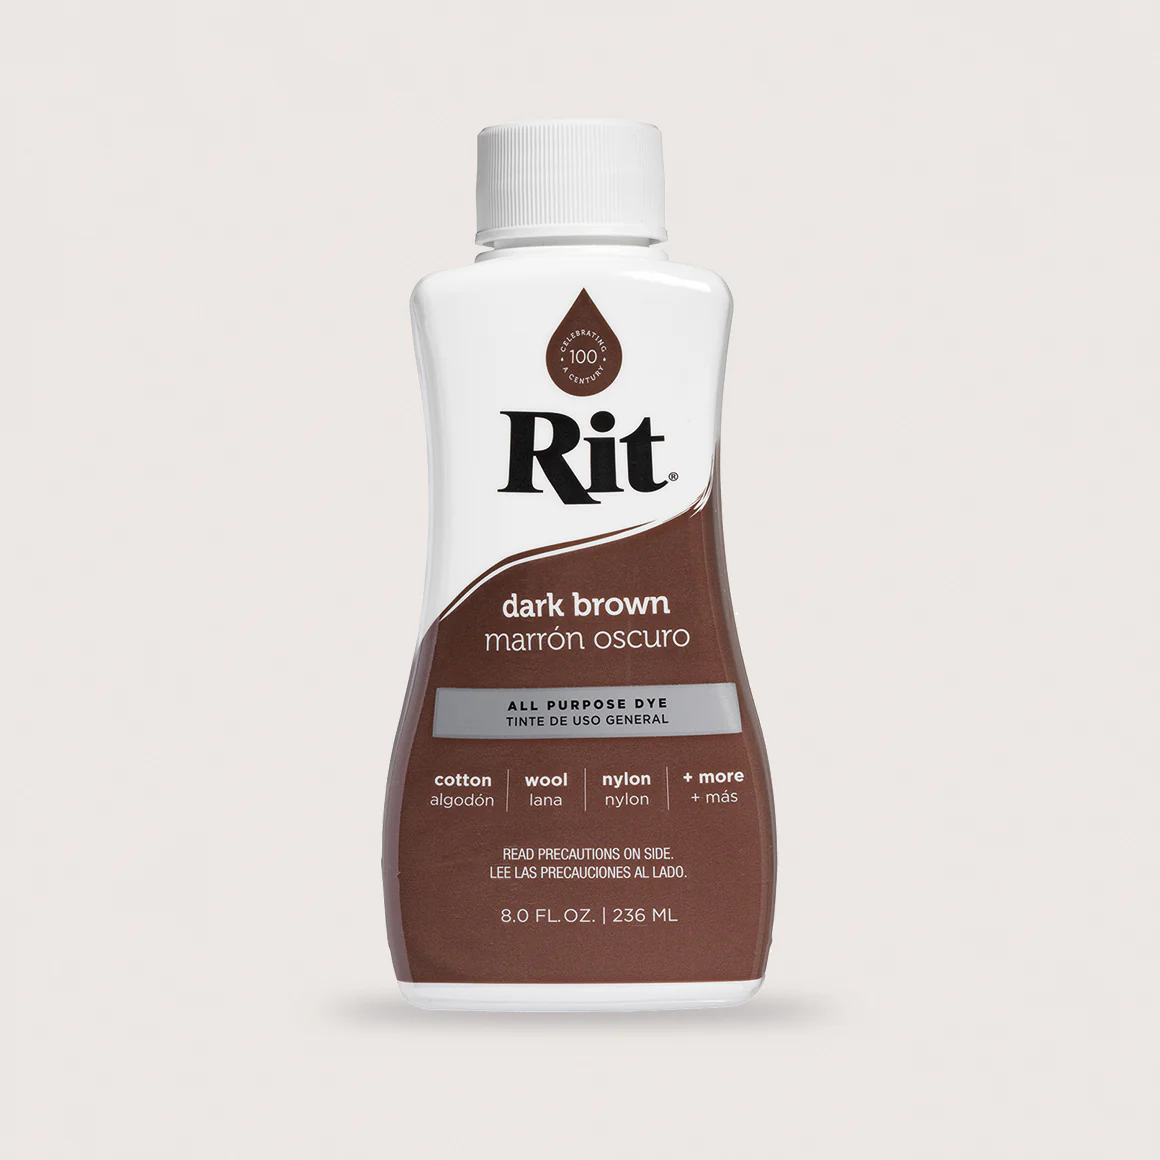 CELEBRATING
100
A CENTURY
Rit®
dark brown
marrón oscuro
ALL PURPOSE DYE
TINTE DE USO GENERAL
cotton wool nylon + more
algodón lana nylon + más
READ PRECAUTIONS ON SIDE.
LEE LAS PRECAUCIONES AL LADO.
8.0 FL.OZ. | 236 ML